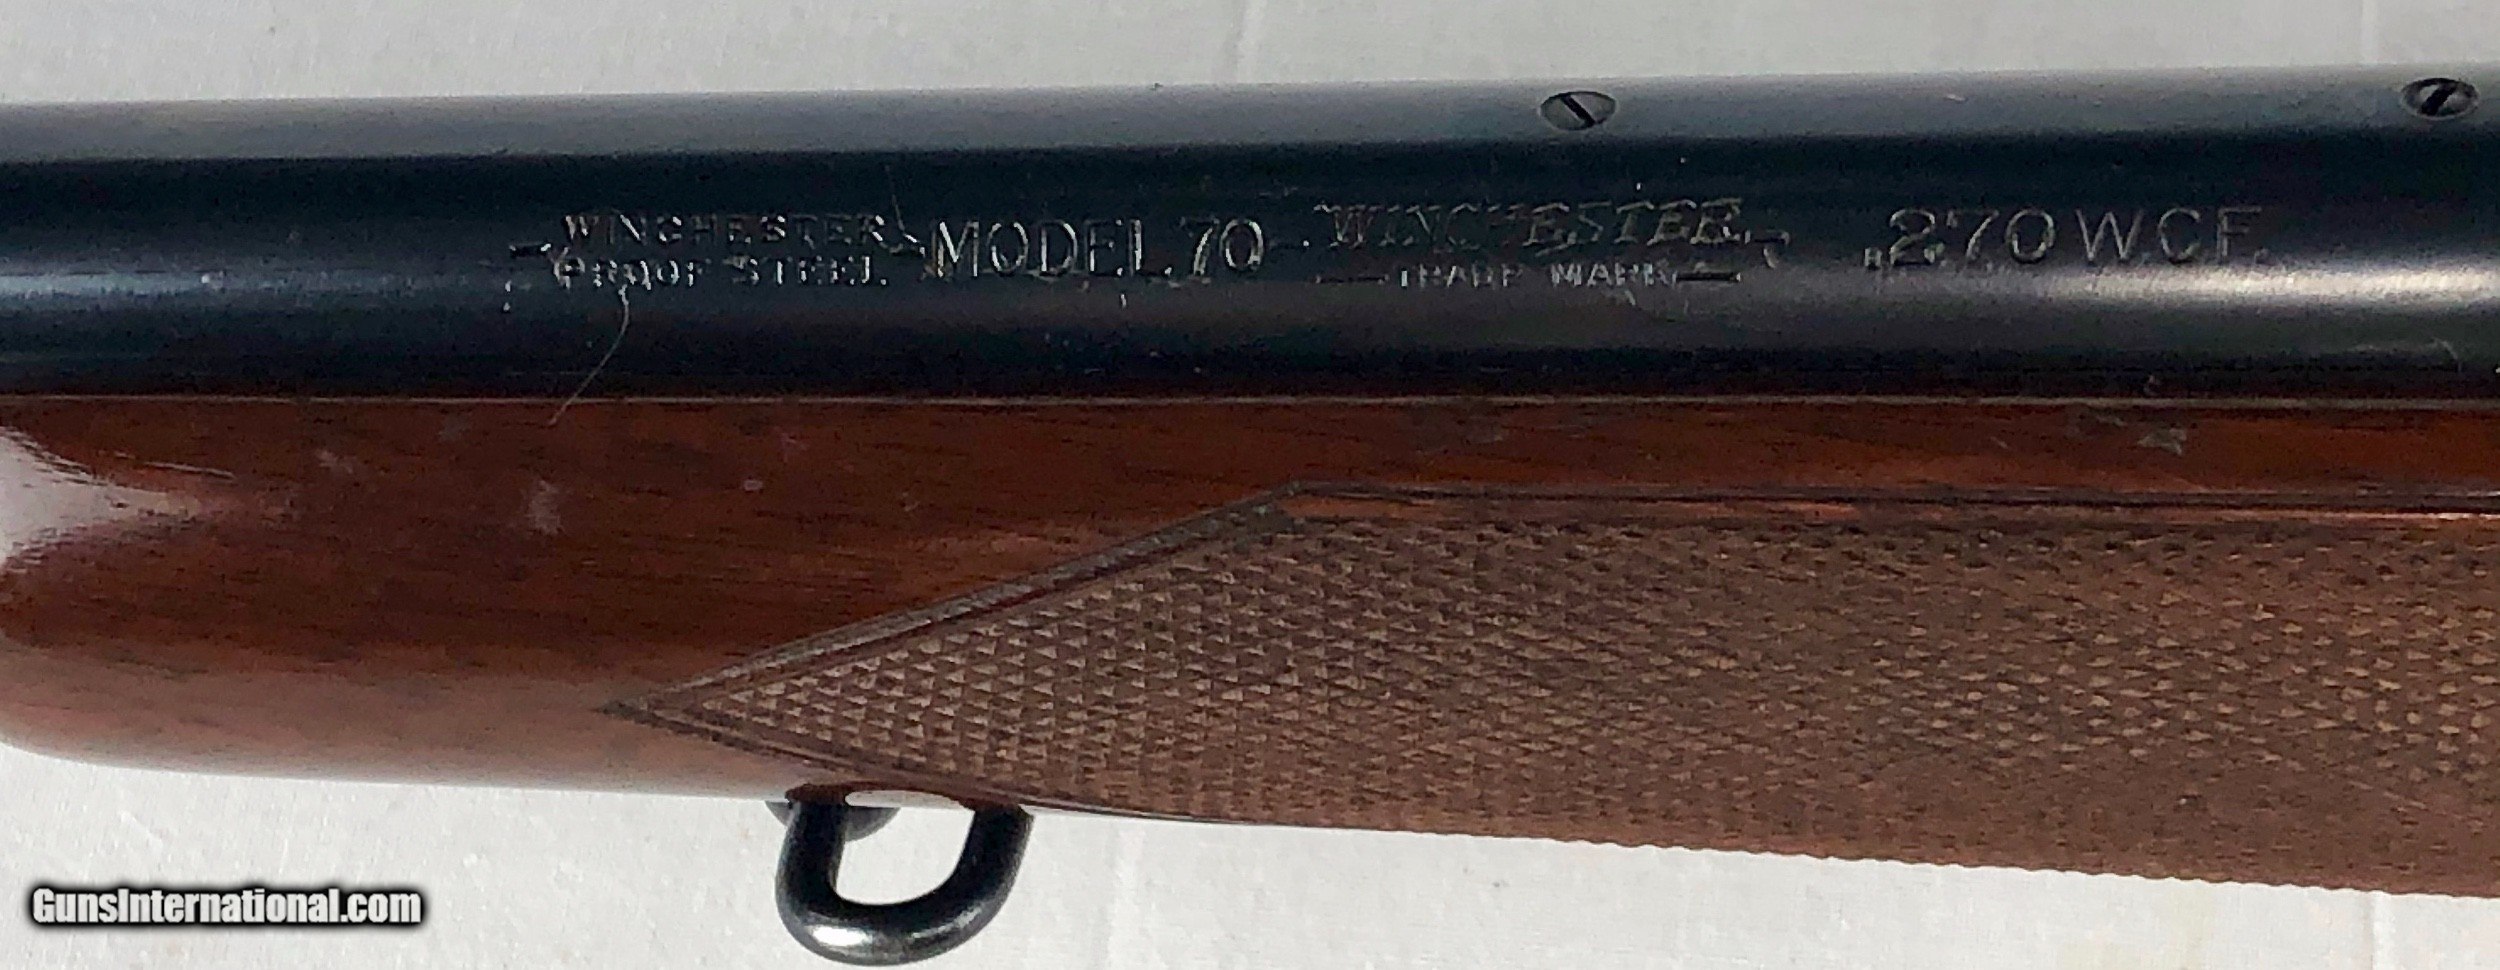 WINCHESTER
PROOF STEEL
MODEL 70
WINCHESTER
TRADE MARK
.270 W.C.F.
GunsInternational.com